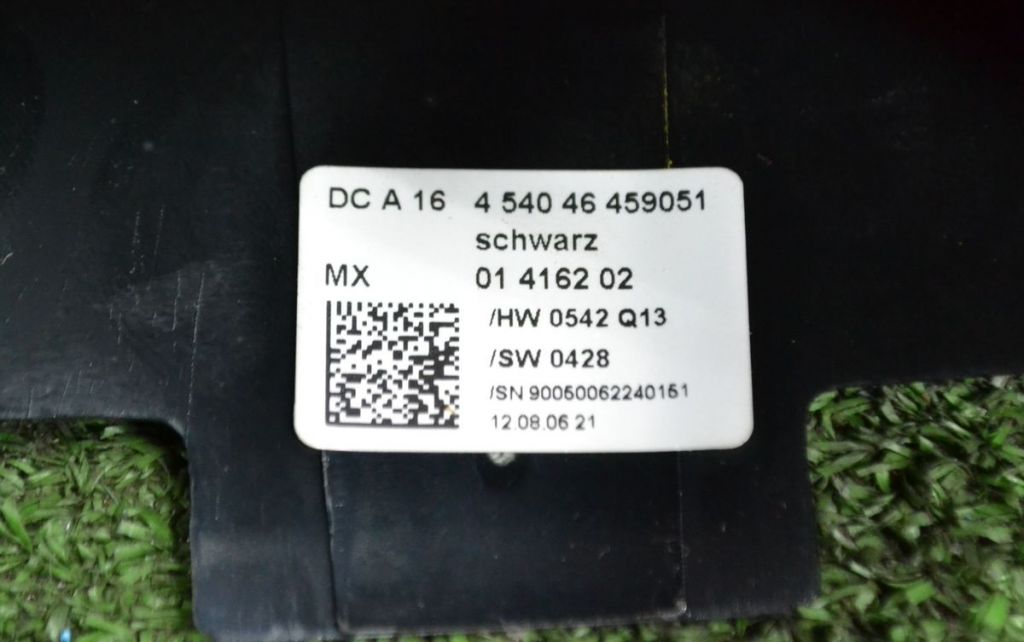 DC A 16 4 540 46 459051
schwarz
MX 01 4162 02
/HW 0542 Q13
/SW 0428
/SN 90050062240151
12.08.06 21